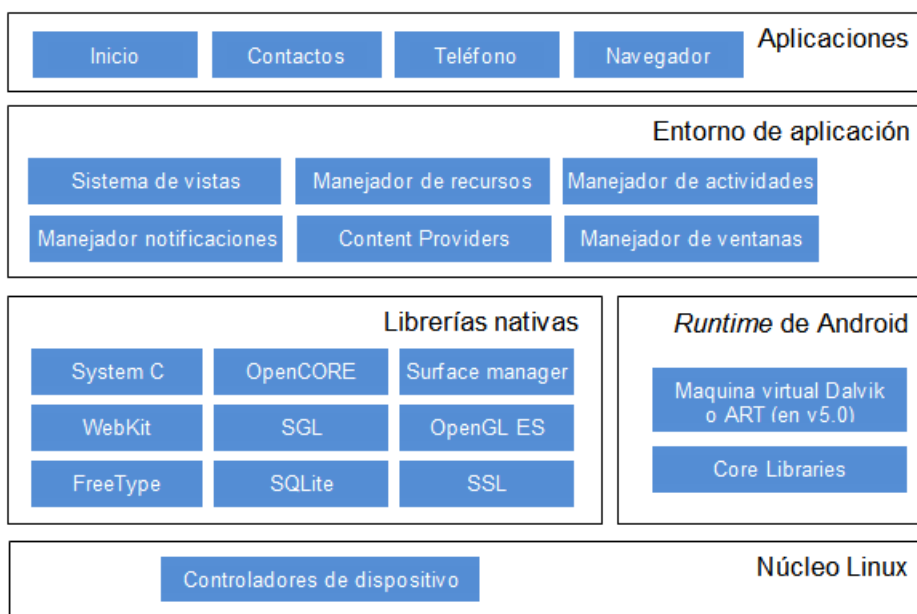 Aplicaciones
Inicio
Contactos
Teléfono
Navegador
Entorno de aplicación
Sistema de vistas
Manejador de recursos
Manejador de actividades
Manejador notificaciones
Content Providers
Manejador de ventanas
Librerías nativas
System C
OpenCORE
Surface manager
WebKit
SGL
OpenGL ES
FreeType
SQLite
SSL
Runtime de Android
Maquina virtual Dalvik
o ART (en v5.0)
Core Libraries
Núcleo Linux
Controladores de dispositivo